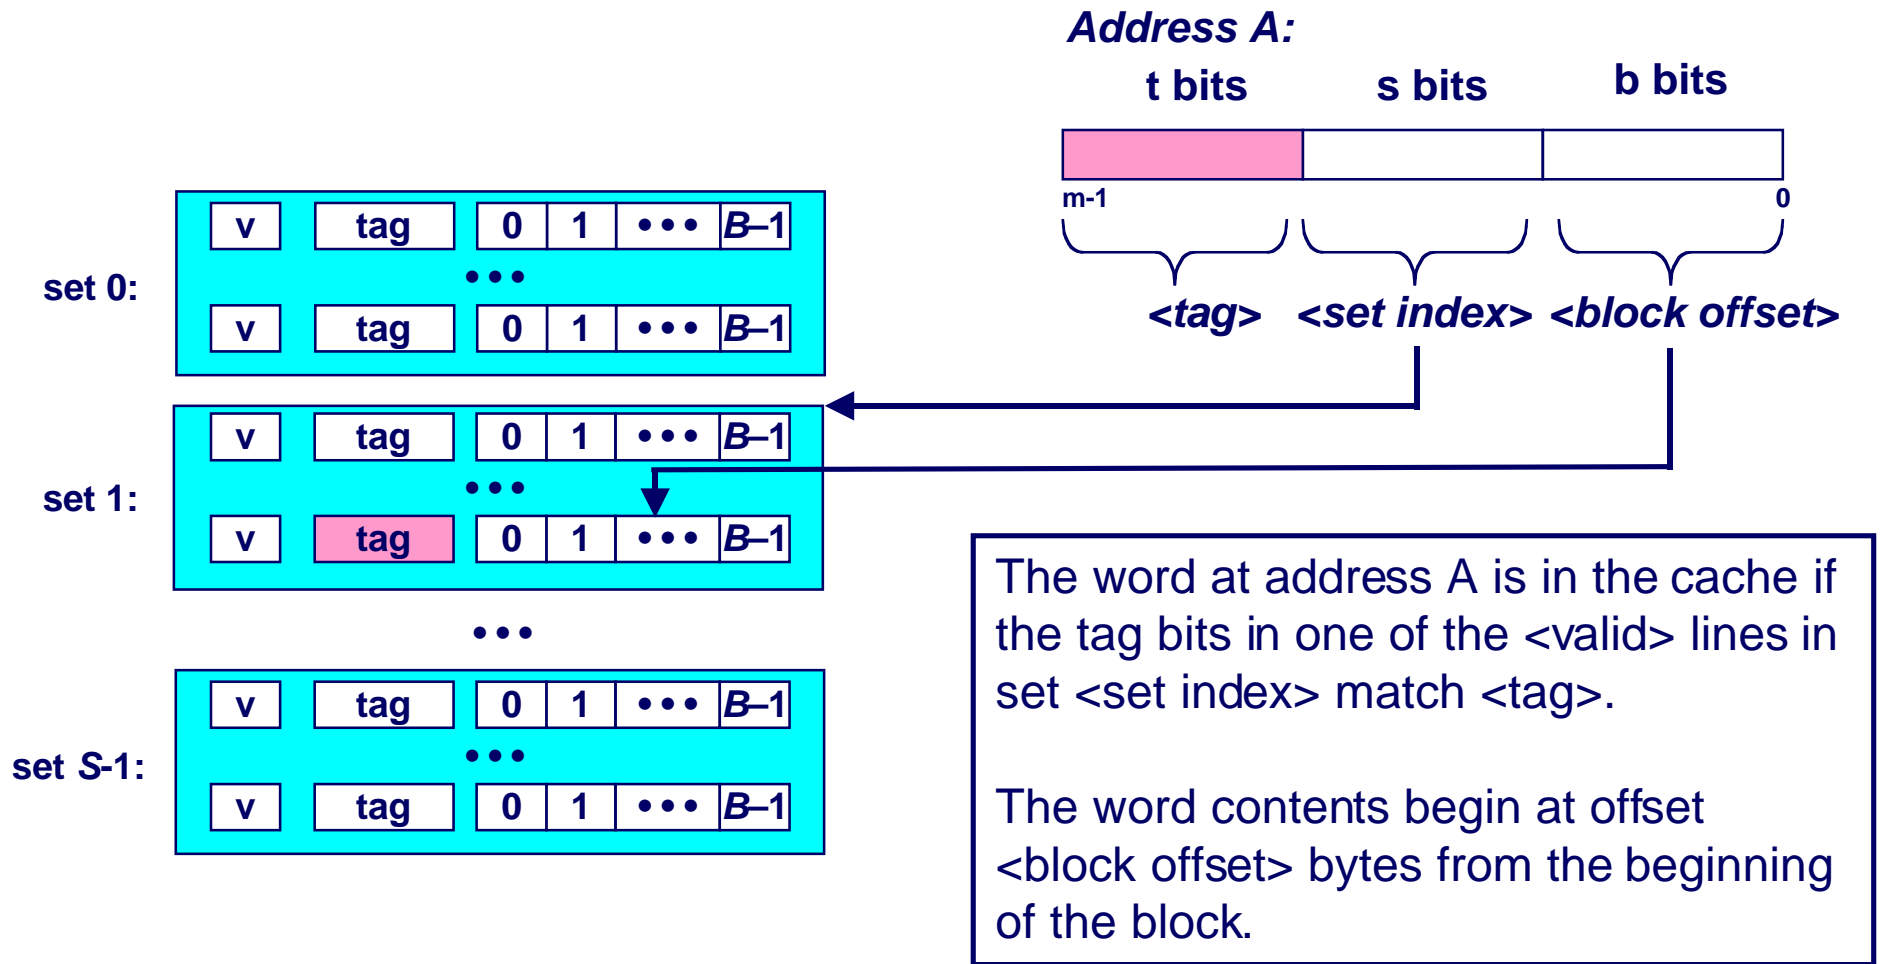 Address A:
t bits s bits b bits
m-1 0
<tag> <set index> <block offset>
set 0:
v tag 0 1 ••• B–1
•••
v tag 0 1 ••• B–1
set 1:
v tag 0 1 ••• B–1
•••
v tag 0 1 ••• B–1
•••
set S-1:
v tag 0 1 ••• B–1
•••
v tag 0 1 ••• B–1
The word at address A is in the cache if
the tag bits in one of the <valid> lines in
set <set index> match <tag>.
The word contents begin at offset
<block offset> bytes from the beginning
of the block.